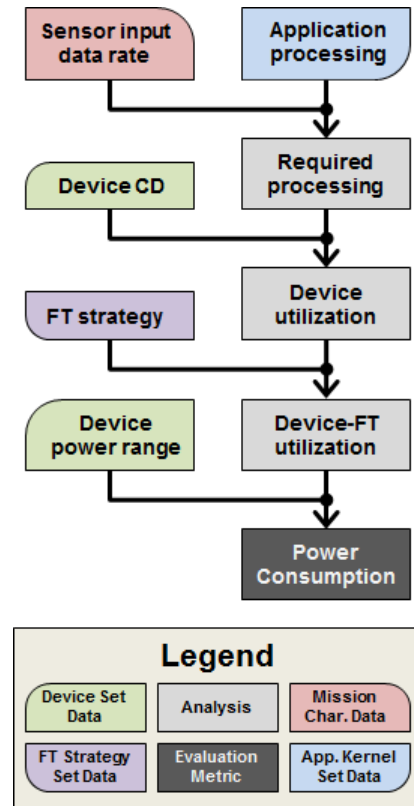 Sensor input
data rate
Application
processing
Required
processing
Device CD
Device
utilization
FT strategy
Device
power range
Device-FT
utilization
Power
Consumption
Legend
Device Set
Data
Analysis
Mission
Char. Data
FT Strategy
Set Data
Evaluation
Metric
App. Kernel
Set Data